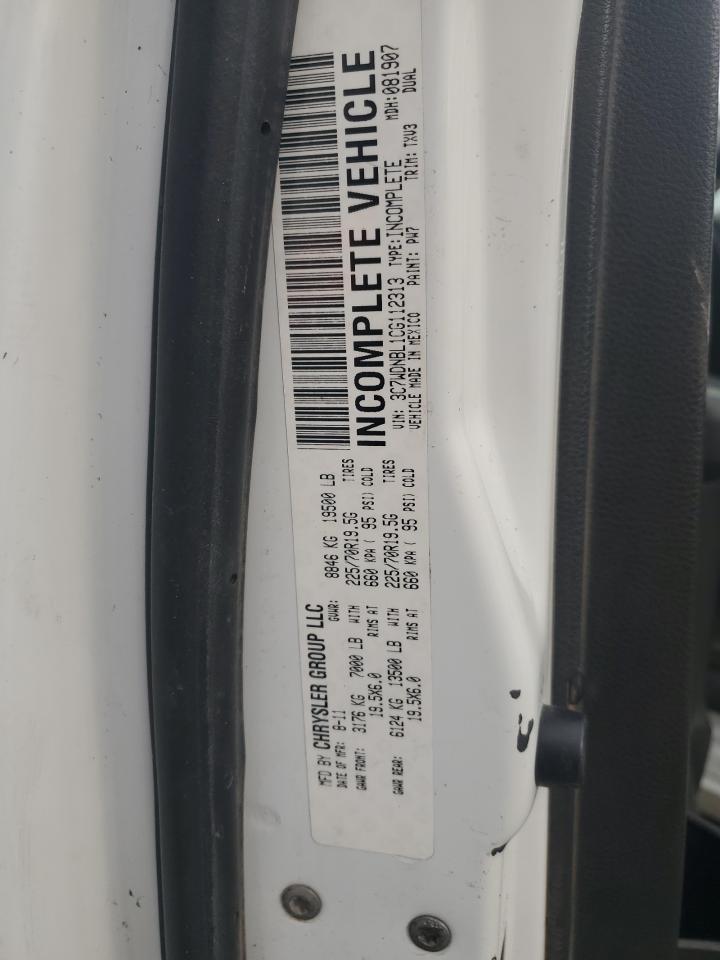 MFD BY CHRYSLER GROUP LLC
DATE OF MFR: 8-11 GVWR: 8846 KG 19500 LB
GAWR FRONT: 3176 KG 7000 LB WITH 225/70R19.5G TIRES
19.5X6.0 RIMS AT 660 KPA ( 95 PSI) COLD
GAWR REAR: 6124 KG 13500 LB WITH 225/70R19.5G TIRES
19.5X6.0 RIMS AT 660 KPA ( 95 PSI) COLD
INCOMPLETE VEHICLE
VIN: 3C7WDNBL1CG112313 TYPE: INCOMPLETE MDH: 081907
VEHICLE MADE IN MEXICO PAINT: PW7 TRIM: TXV3 DUAL